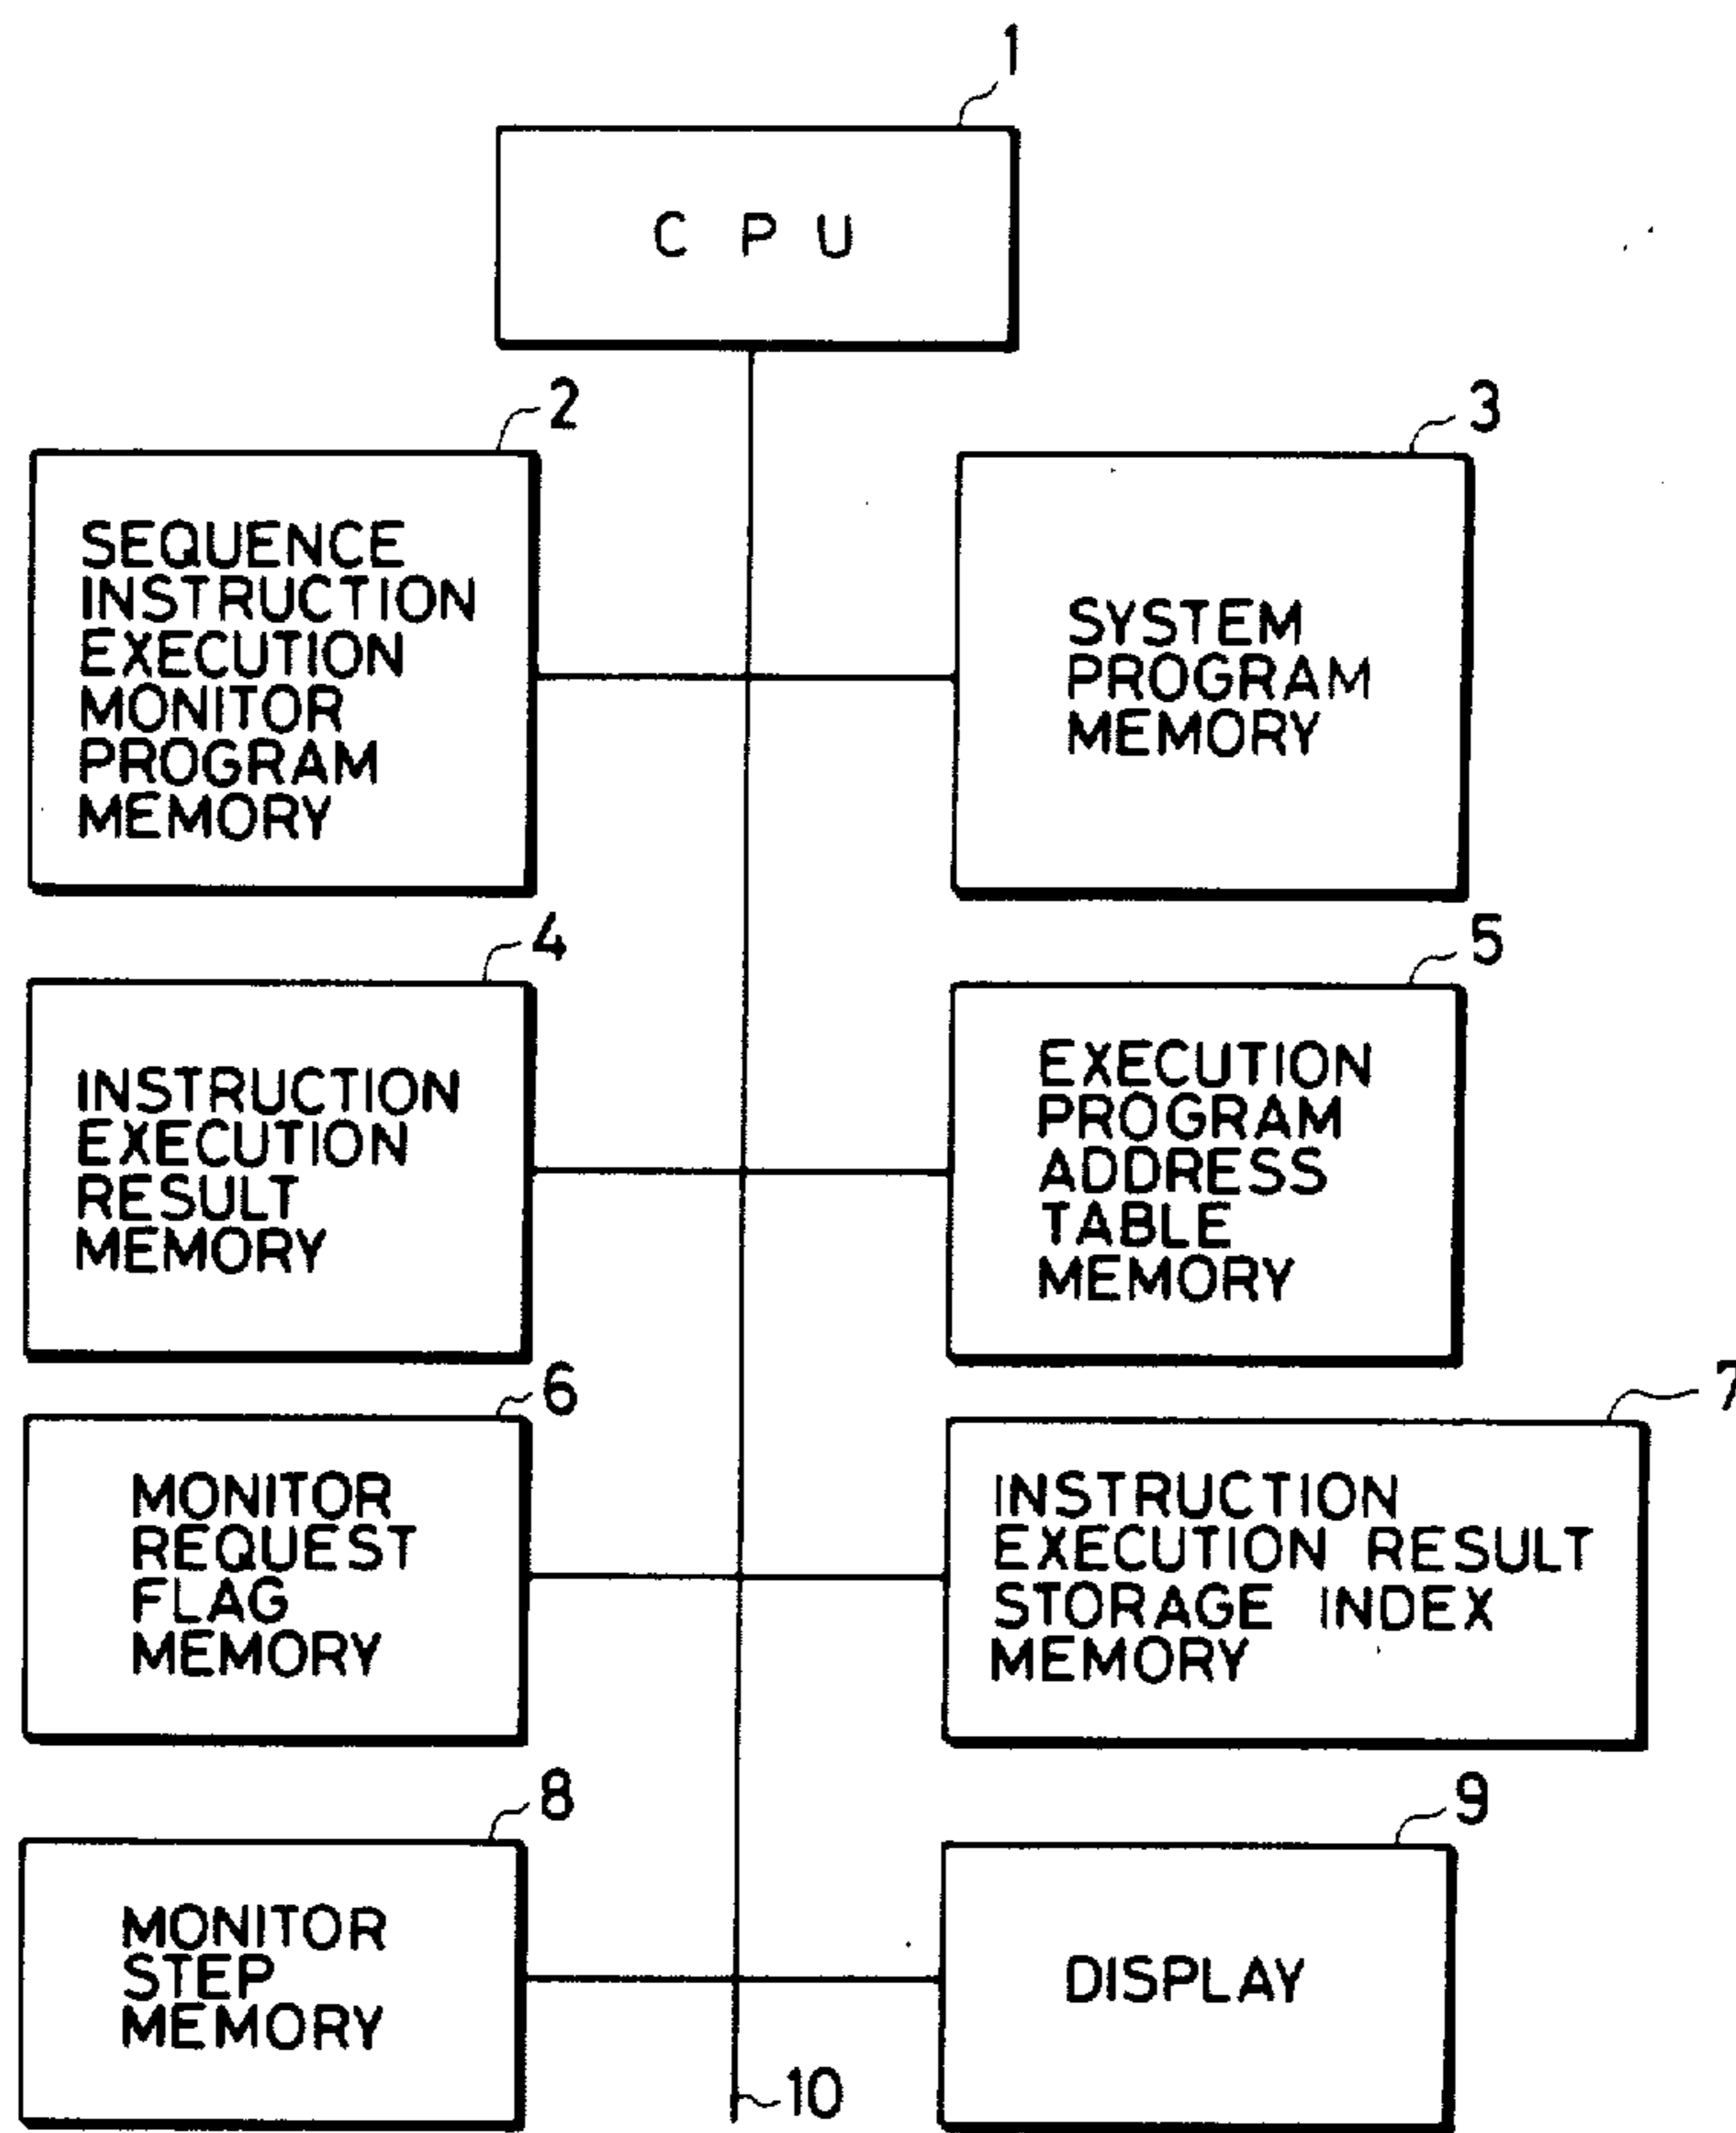 1
C P U
2
SEQUENCE
INSTRUCTION
EXECUTION
MONITOR
PROGRAM
MEMORY
3
SYSTEM
PROGRAM
MEMORY
4
INSTRUCTION
EXECUTION
RESULT
MEMORY
5
EXECUTION
PROGRAM
ADDRESS
TABLE
MEMORY
6
MONITOR
REQUEST
FLAG
MEMORY
7
INSTRUCTION
EXECUTION RESULT
STORAGE INDEX
MEMORY
8
MONITOR
STEP
MEMORY
9
DISPLAY
10